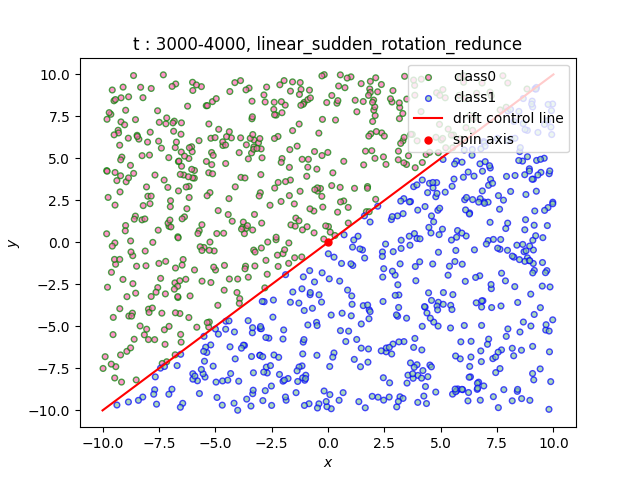 t : 3000-4000, linear_sudden_rotation_redunce
class0
class1
drift control line
spin axis
10.0
7.5
5.0
2.5
0.0
−2.5
−5.0
−7.5
−10.0
y
−10.0 −7.5 −5.0 −2.5 0.0 2.5 5.0 7.5 10.0
x